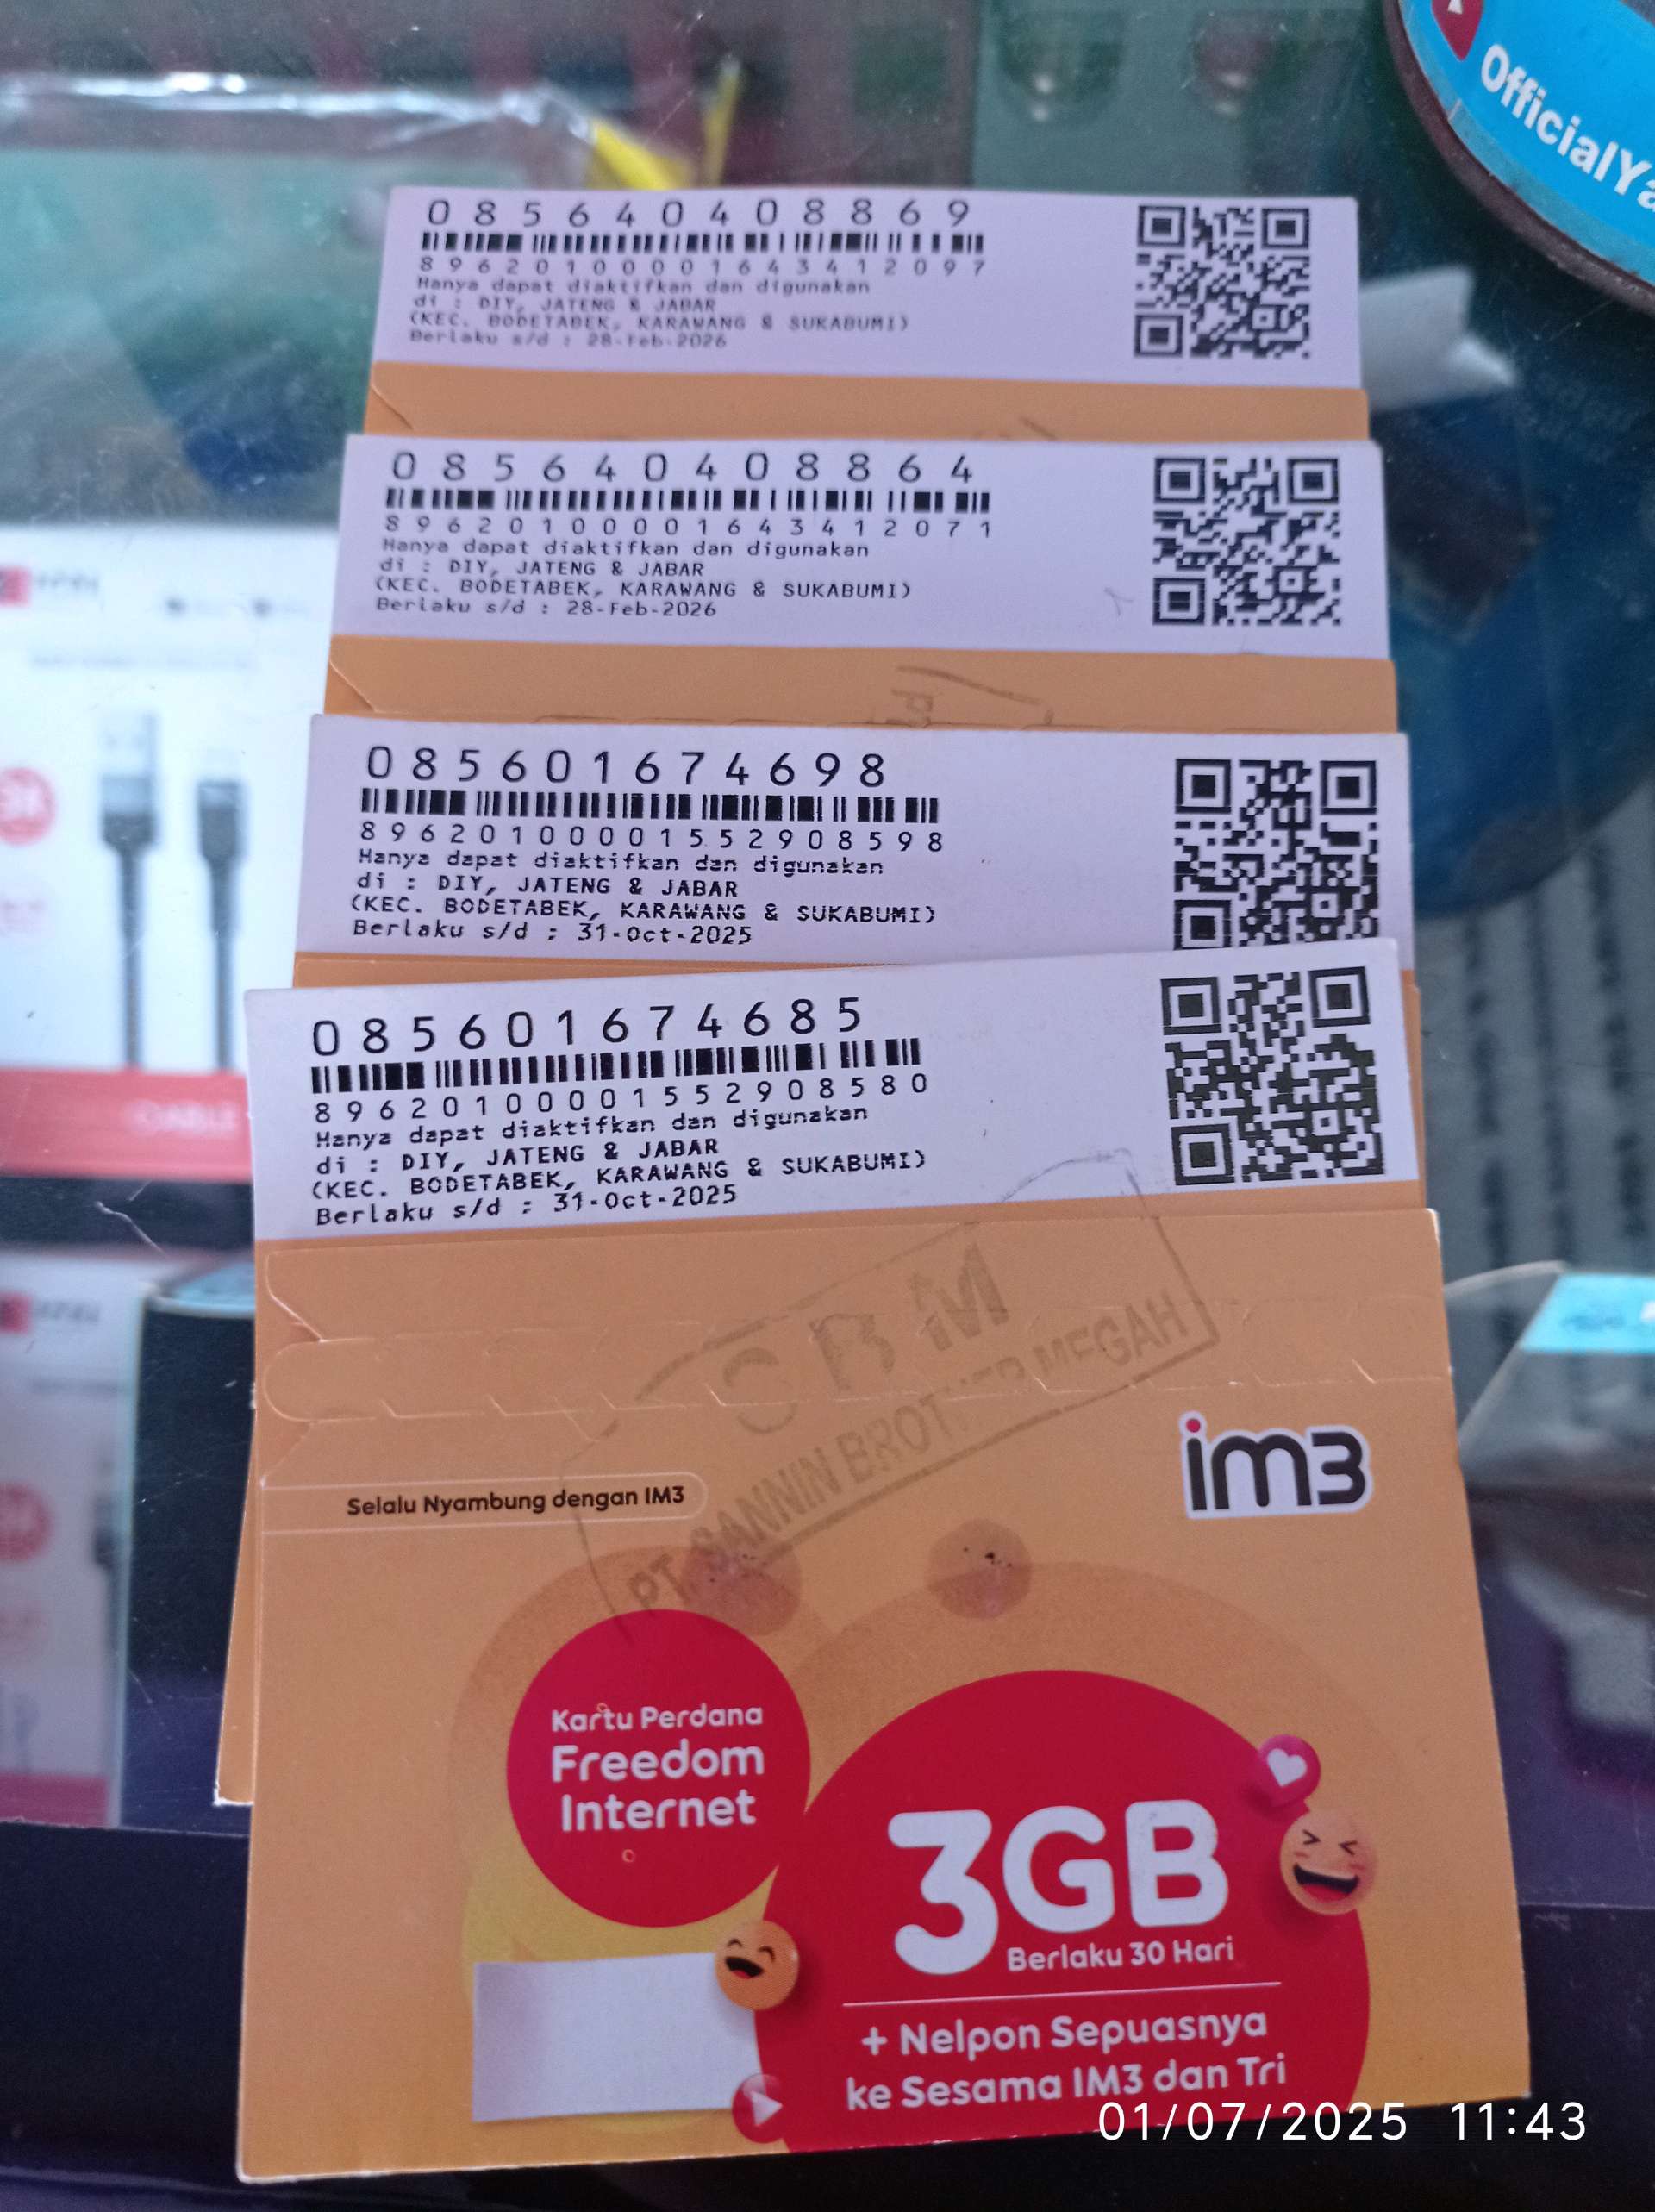 OfficialYa
085640408869
89620100001643412097
Hanya dapat diaktifkan dan digunakan
di : DIY, JATENG & JABAR
(KEC. BODETABEK, KARAWANG & SUKABUMI)
Berlaku s/d : 28-Feb-2026
085640408864
89620100001643412071
Hanya dapat diaktifkan dan digunakan
di : DIY, JATENG & JABAR
(KEC. BODETABEK, KARAWANG & SUKABUMI)
Berlaku s/d : 28-Feb-2026
085601674698
89620100001552908598
Hanya dapat diaktifkan dan digunakan
di : DIY, JATENG & JABAR
(KEC. BODETABEK, KARAWANG & SUKABUMI)
Berlaku s/d : 31-Oct-2025
085601674685
89620100001552908580
Hanya dapat diaktifkan dan digunakan
di : DIY, JATENG & JABAR
(KEC. BODETABEK, KARAWANG & SUKABUMI)
Berlaku s/d : 31-Oct-2025
SBM
PT. SANNIN BROTHER MEGAH
im3
Selalu Nyambung dengan IM3
Kartu Perdana
Freedom
Internet
3GB
Berlaku 30 Hari
+ Nelpon Sepuasnya
ke Sesama IM3 dan Tri
CABLE
01/07/2025 11:43